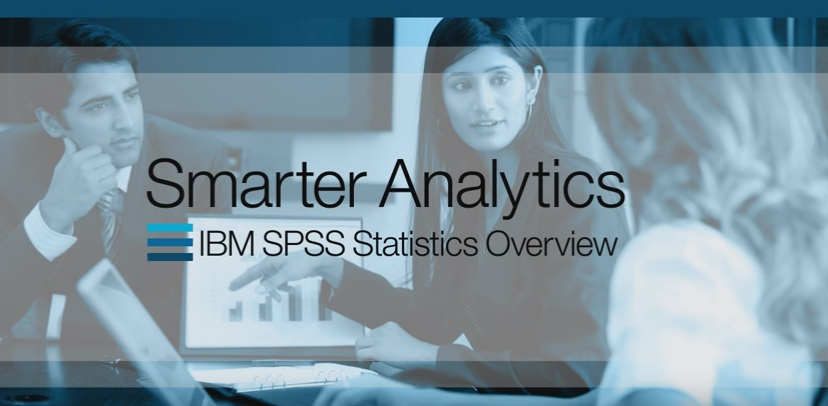 Smarter Analytics
IBM SPSS Statistics Overview